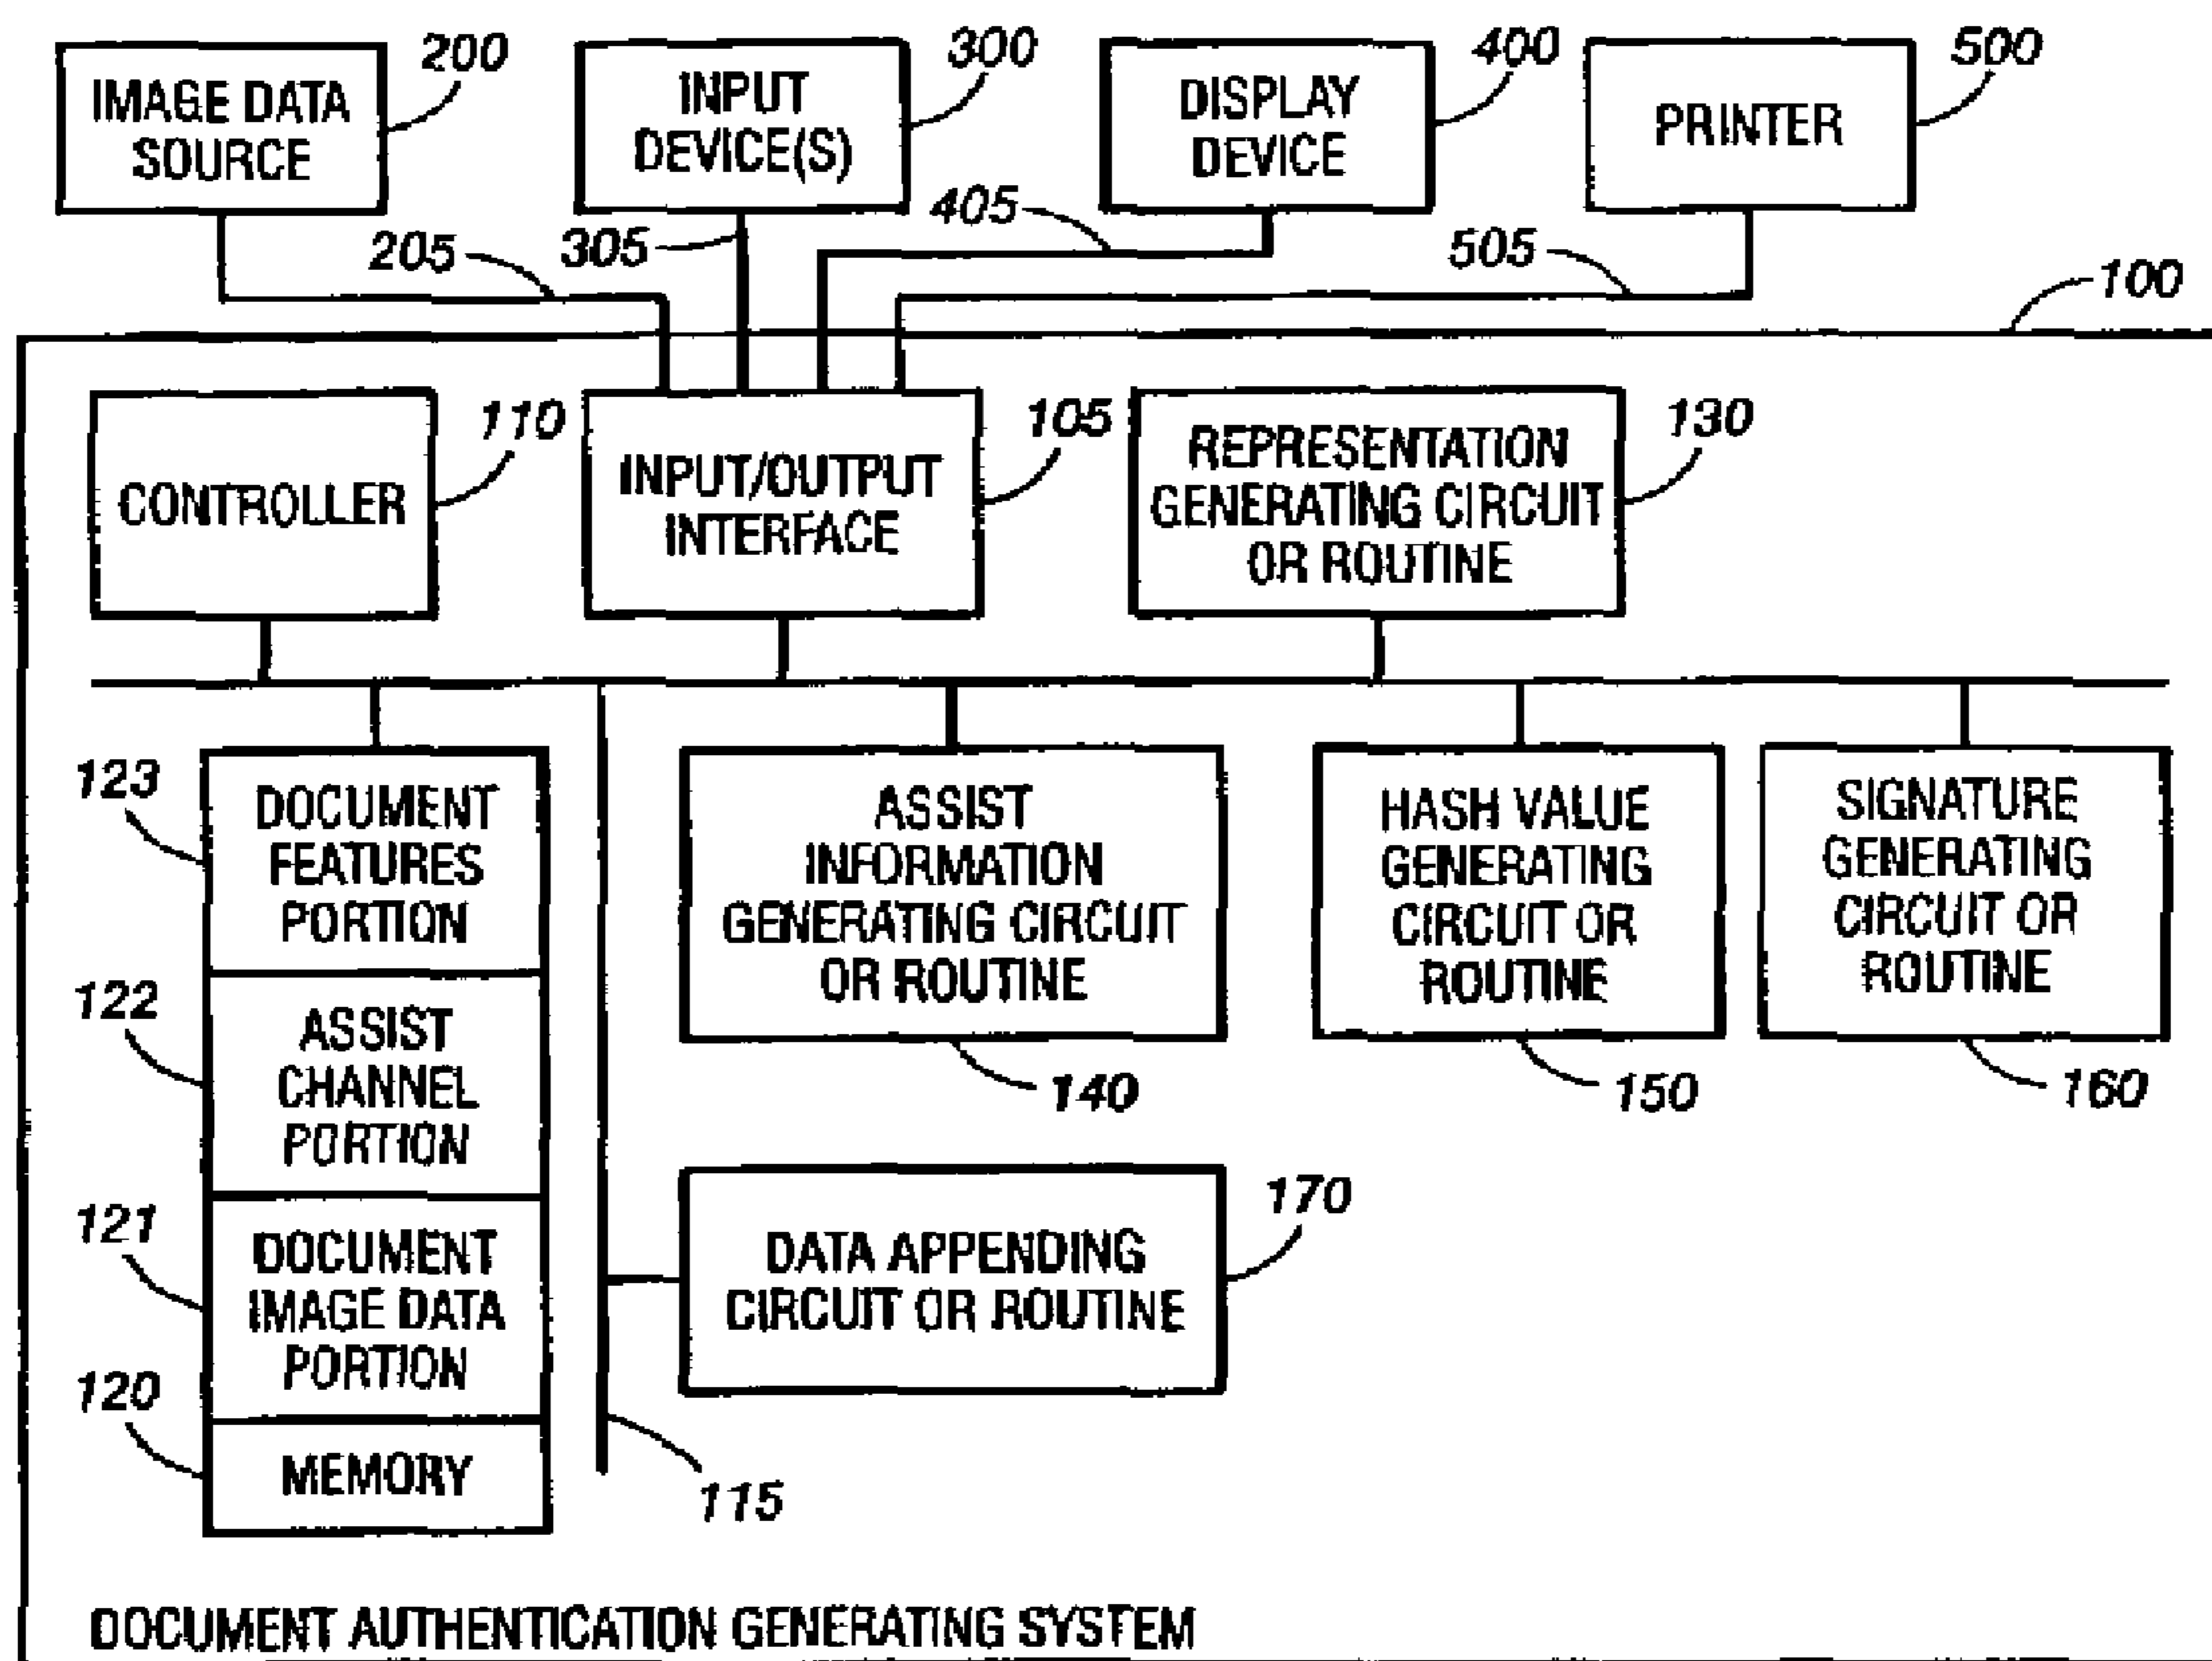 200
300
400
500
IMAGE DATA
SOURCE
INPUT
DEVICE(S)
DISPLAY
DEVICE
PRINTER
205
305
405
505
100
CONTROLLER
110
INPUT/OUTPUT
INTERFACE
105
REPRESENTATION
GENERATING CIRCUIT
OR ROUTINE
130
123
DOCUMENT
FEATURES
PORTION
122
ASSIST
CHANNEL
PORTION
121
DOCUMENT
IMAGE DATA
PORTION
120
MEMORY
115
ASSIST
INFORMATION
GENERATING CIRCUIT
OR ROUTINE
140
HASH VALUE
GENERATING
CIRCUIT OR
ROUTINE
150
SIGNATURE
GENERATING
CIRCUIT OR
ROUTINE
160
DATA APPENDING
CIRCUIT OR ROUTINE
170
DOCUMENT AUTHENTICATION GENERATING SYSTEM